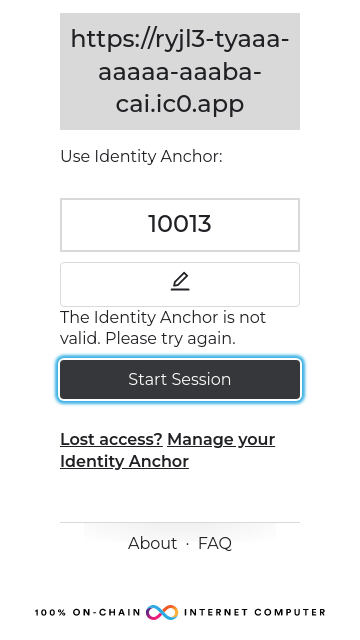 https://ryjl3-tyaaa-
aaaaa-aaaba-
cai.ic0.app
Use Identity Anchor:
10013
The Identity Anchor is not
valid. Please try again.
Start Session
Lost access? Manage your
Identity Anchor
About · FAQ
100% ON-CHAIN INTERNET COMPUTER